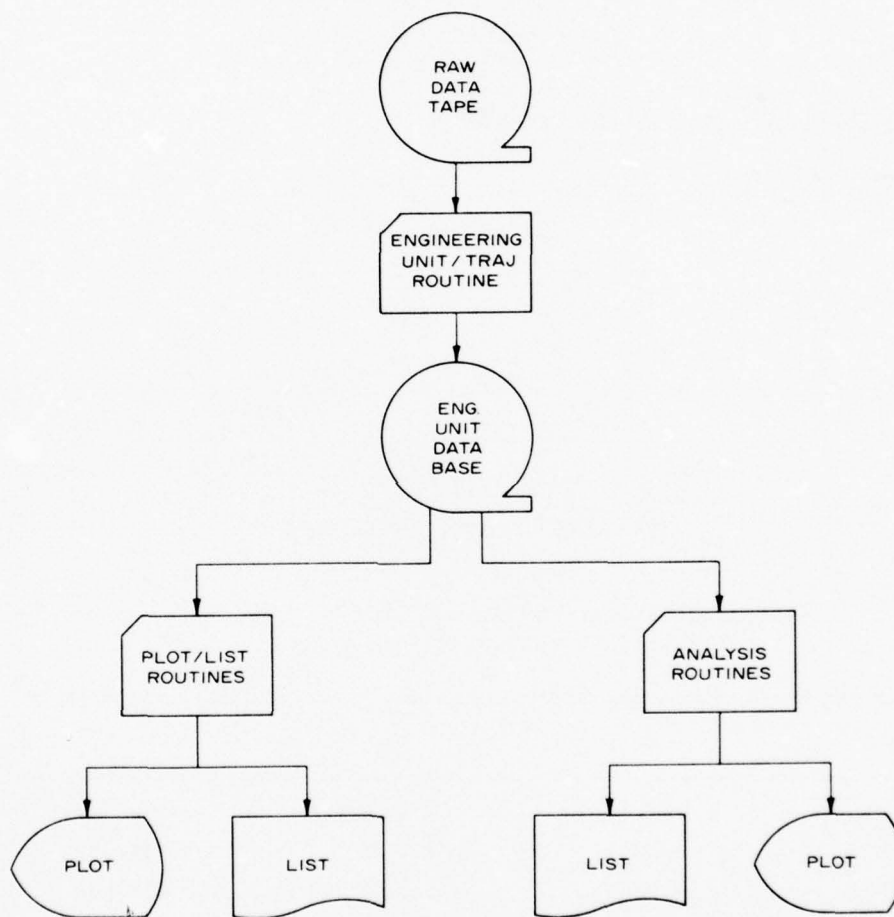 RAW
DATA
TAPE
ENGINEERING
UNIT / TRAJ
ROUTINE
ENG.
UNIT
DATA
BASE
PLOT/LIST
ROUTINES
ANALYSIS
ROUTINES
PLOT
LIST
LIST
PLOT